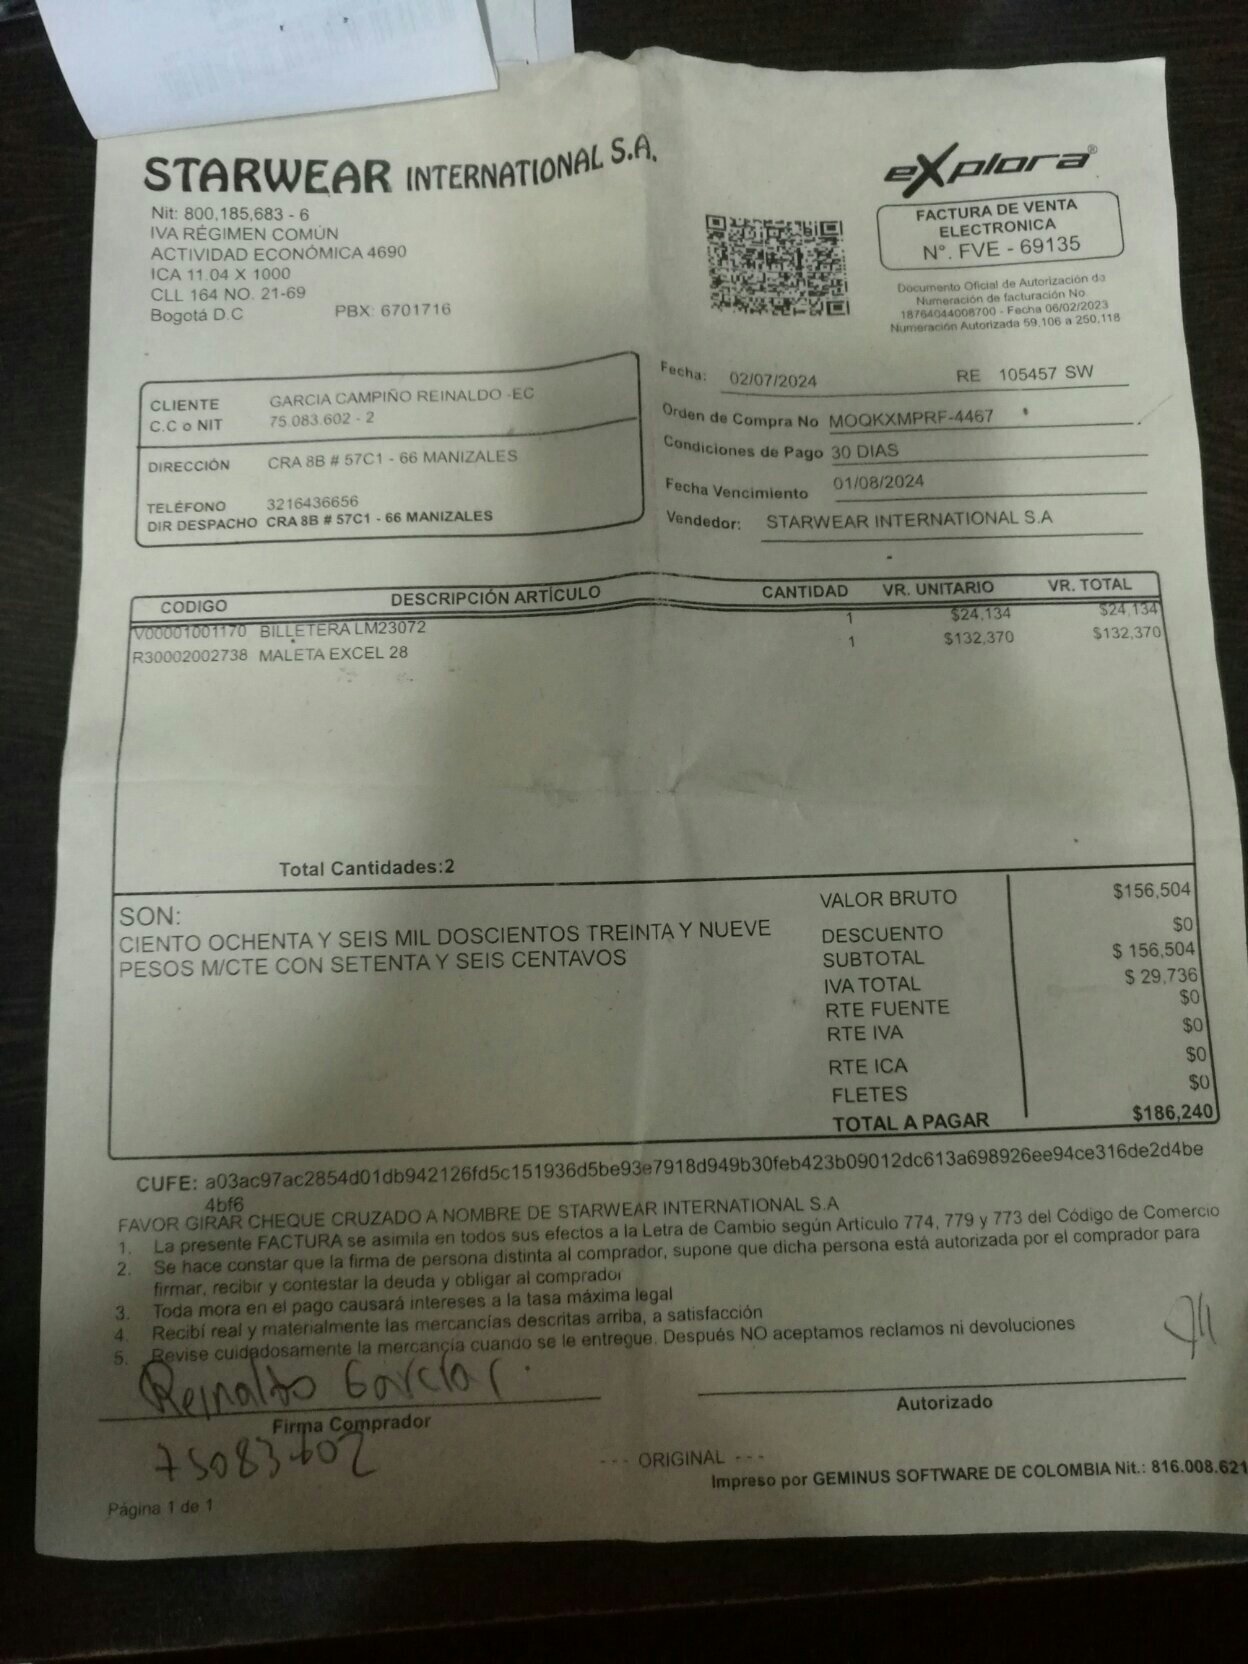 STARWEAR INTERNATIONAL S.A.
Nit: 800,185,683 - 6
IVA RÉGIMEN COMÚN
ACTIVIDAD ECONÓMICA 4690
ICA 11.04 X 1000
CLL 164 NO. 21-69
Bogotá D.C PBX: 6701716
eXplora®
FACTURA DE VENTA
ELECTRONICA
N°. FVE - 69135
Documento Oficial de Autorización de
Numeración de facturación No
18764044008700 - Fecha 06/02/2023
Numeración Autorizada 59,106 a 250,118
CLIENTE GARCIA CAMPIÑO REINALDO -EC
C.C o NIT 75.083.602 - 2
DIRECCIÓN CRA 8B # 57C1 - 66 MANIZALES
TELÉFONO 3216436656
DIR DESPACHO CRA 8B # 57C1 - 66 MANIZALES
Fecha: 02/07/2024 RE 105457 SW
Orden de Compra No MOQKXMPRF-4467
Condiciones de Pago 30 DIAS
Fecha Vencimiento 01/08/2024
Vendedor: STARWEAR INTERNATIONAL S.A
CODIGO DESCRIPCIÓN ARTÍCULO CANTIDAD VR. UNITARIO VR. TOTAL
V00001001170 BILLETERA LM23072 1 $24,134 $24,134
R30002002738 MALETA EXCEL 28 1 $132,370 $132,370
Total Cantidades:2
SON:
CIENTO OCHENTA Y SEIS MIL DOSCIENTOS TREINTA Y NUEVE
PESOS M/CTE CON SETENTA Y SEIS CENTAVOS
VALOR BRUTO $156,504
DESCUENTO $0
SUBTOTAL $ 156,504
IVA TOTAL $ 29,736
RTE FUENTE $0
RTE IVA $0
RTE ICA $0
FLETES $0
TOTAL A PAGAR $186,240
CUFE: a03ac97ac2854d01db942126fd5c151936d5be93e7918d949b30feb423b09012dc613a698926ee94ce316de2d4be
4bf6
FAVOR GIRAR CHEQUE CRUZADO A NOMBRE DE STARWEAR INTERNATIONAL S.A
1. La presente FACTURA se asimila en todos sus efectos a la Letra de Cambio según Artículo 774, 779 y 773 del Código de Comercio
2. Se hace constar que la firma de persona distinta al comprador, supone que dicha persona está autorizada por el comprador para
firmar, recibir y contestar la deuda y obligar al comprador
3. Toda mora en el pago causará intereses a la tasa máxima legal
4. Recibí real y materialmente las mercancías descritas arriba, a satisfacción
5. Revise cuidadosamente la mercancía cuando se le entregue. Después NO aceptamos reclamos ni devoluciones
Reinaldo Garcia
Firma Comprador
75083602
Autorizado
- - - ORIGINAL - - -
Impreso por GEMINUS SOFTWARE DE COLOMBIA Nit.: 816.008.621
Página 1 de 1